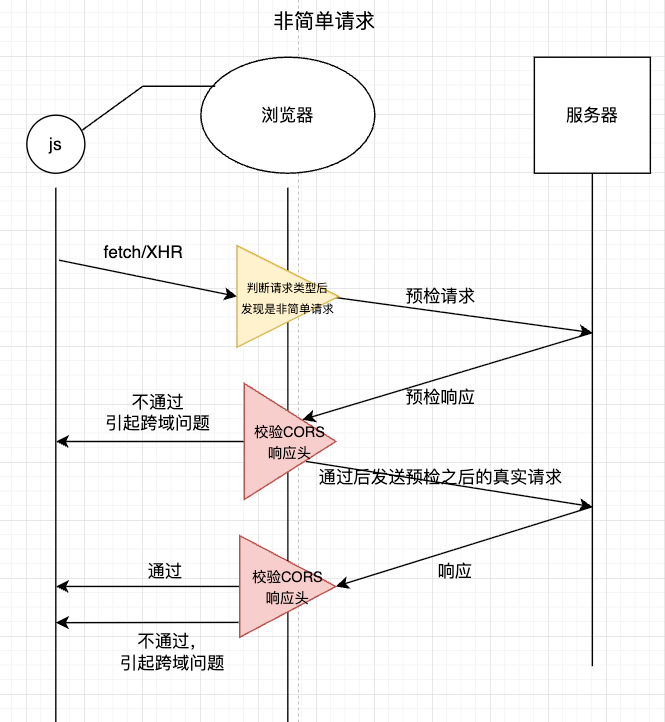 非简单请求
js
浏览器
服务器
fetch/XHR
判断请求类型后
发现是非简单请求
预检请求
预检响应
不通过
引起跨域问题
校验CORS
响应头
通过后发送预检之后的真实请求
通过
校验CORS
响应头
响应
不通过，
引起跨域问题